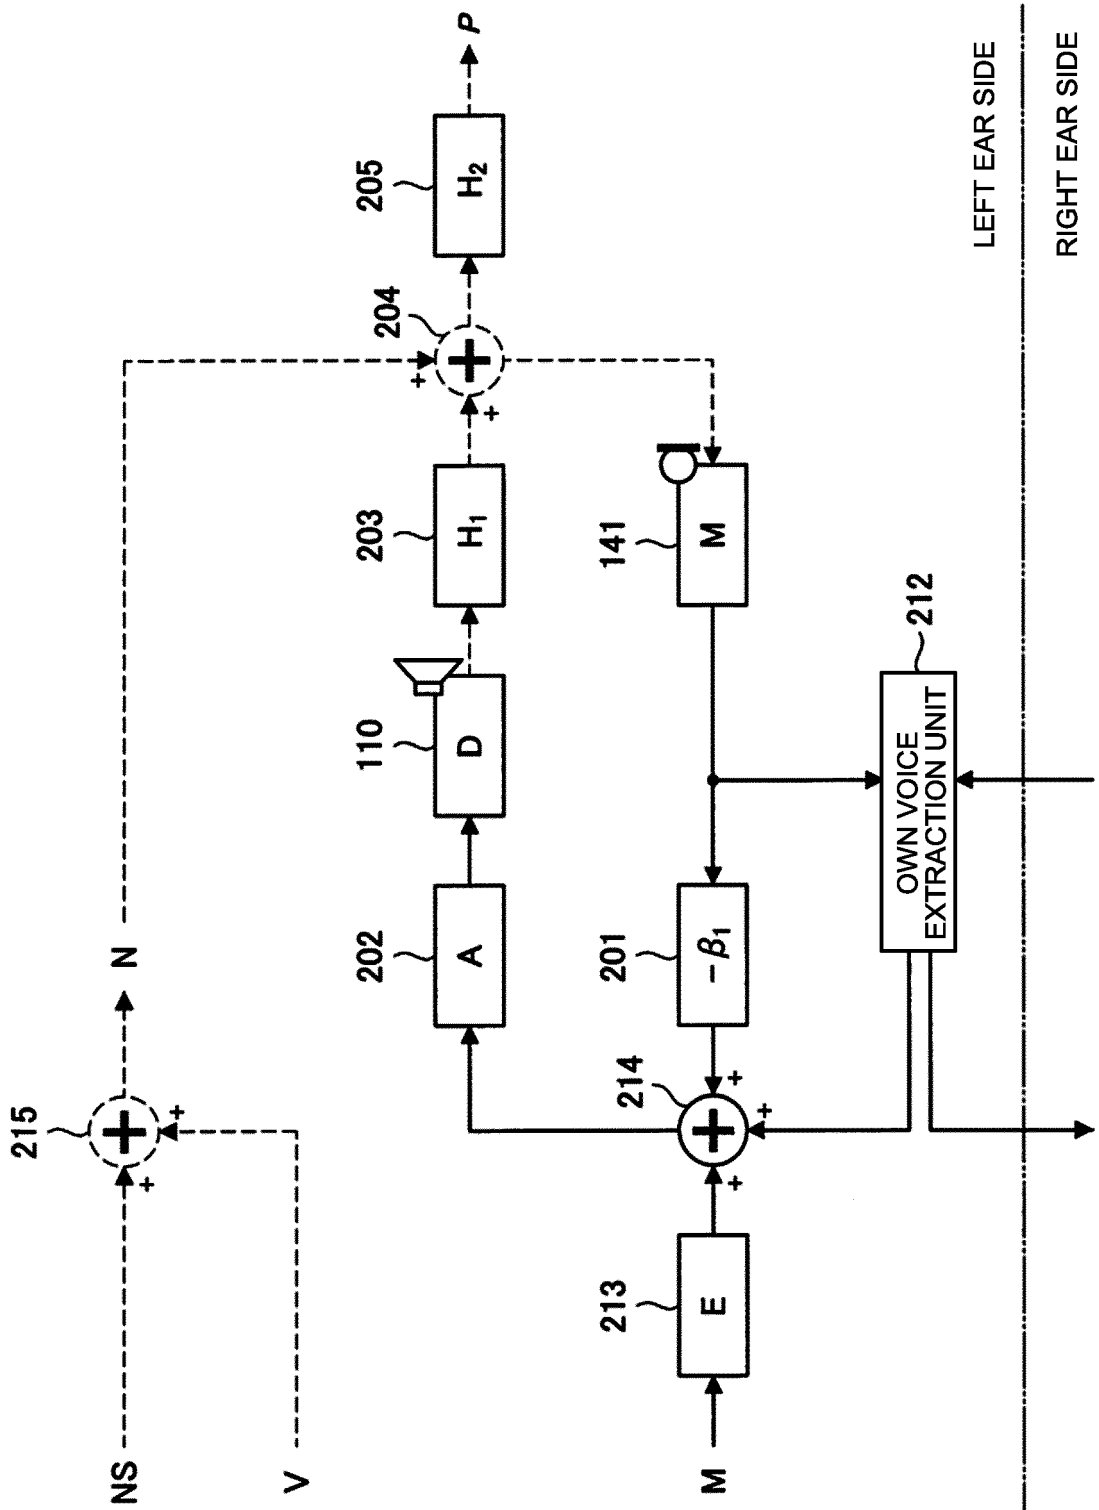 215
NS + + N
+
V
202 110 203 204 205
+
A D H₁ + H₂ P
+
213 214 201 141
M E + −β₁ M
+ +
+
212
OWN VOICE
EXTRACTION UNIT
LEFT EAR SIDE
RIGHT EAR SIDE